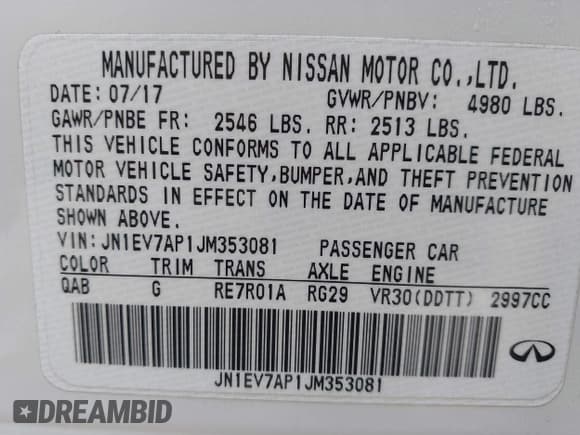 MANUFACTURED BY NISSAN MOTOR CO.,LTD.
DATE: 07/17 GVWR/PNBV: 4980 LBS.
GAWR/PNBE FR: 2546 LBS. RR: 2513 LBS.
THIS VEHICLE CONFORMS TO ALL APPLICABLE FEDERAL
MOTOR VEHICLE SAFETY,BUMPER,AND THEFT PREVENTION
STANDARDS IN EFFECT ON THE DATE OF MANUFACTURE
SHOWN ABOVE.
VIN:JN1EV7AP1JM353081 PASSENGER CAR
COLOR TRIM TRANS AXLE ENGINE
QAB G RE7R01A RG29 VR30(DDTT) 2997CC
JN1EV7AP1JM353081
DREAMBID